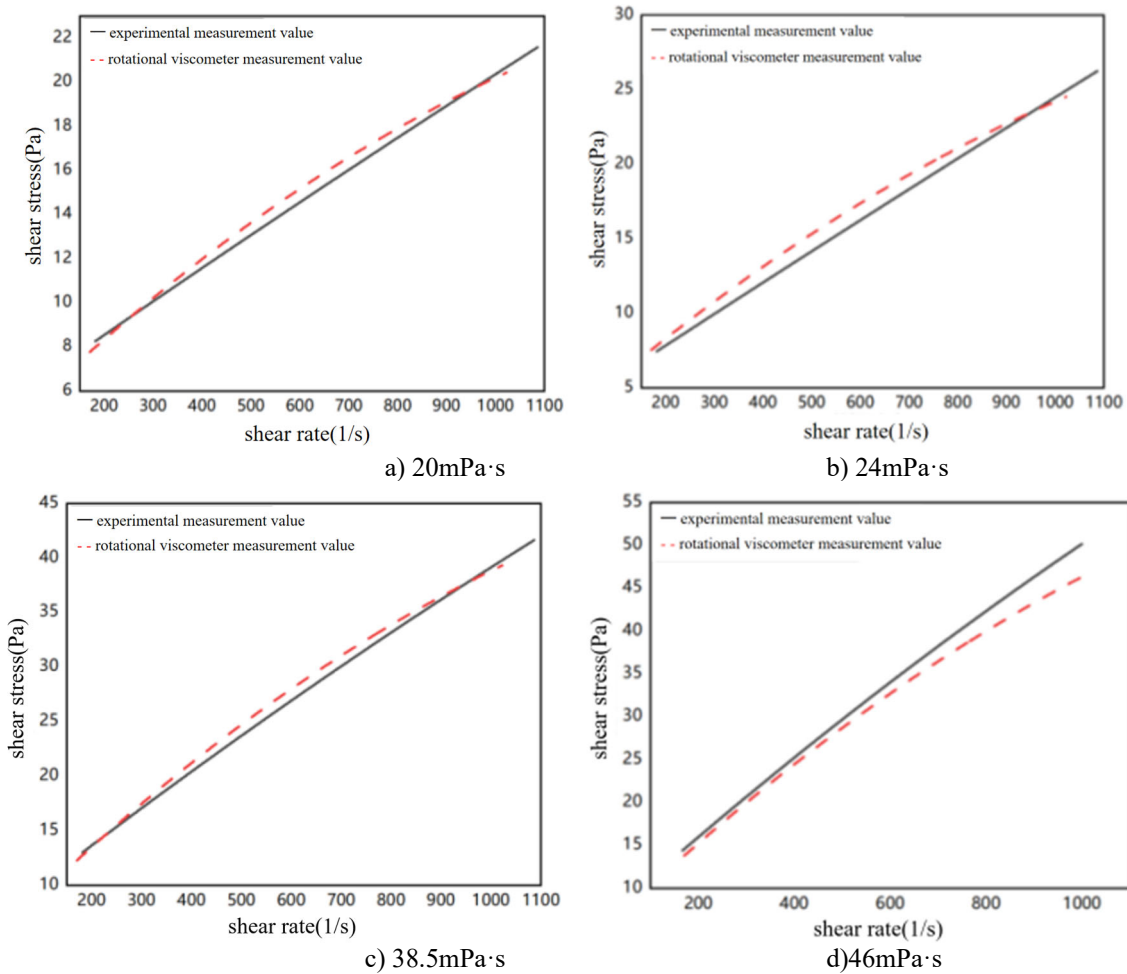 22
20
18
16
14
12
10
8
6
shear stress(Pa)
experimental measurement value
rotational viscometer measurement value
200 300 400 500 600 700 800 900 1000 1100
shear rate(1/s)
a) 20mPa·s
30
25
20
15
10
5
shear stress(Pa)
experimental measurement value
rotational viscometer measurement value
200 300 400 500 600 700 800 900 1000 1100
shear rate(1/s)
b) 24mPa·s
45
40
35
30
25
20
15
10
shear stress(Pa)
experimental measurement value
rotational viscometer measurement value
200 300 400 500 600 700 800 900 1000 1100
shear rate(1/s)
c) 38.5mPa·s
55
50
45
40
35
30
25
20
15
10
shear stress(Pa)
experimental measurement value
rotational viscometer measurement value
200 400 600 800 1000
shear rate(1/s)
d)46mPa·s